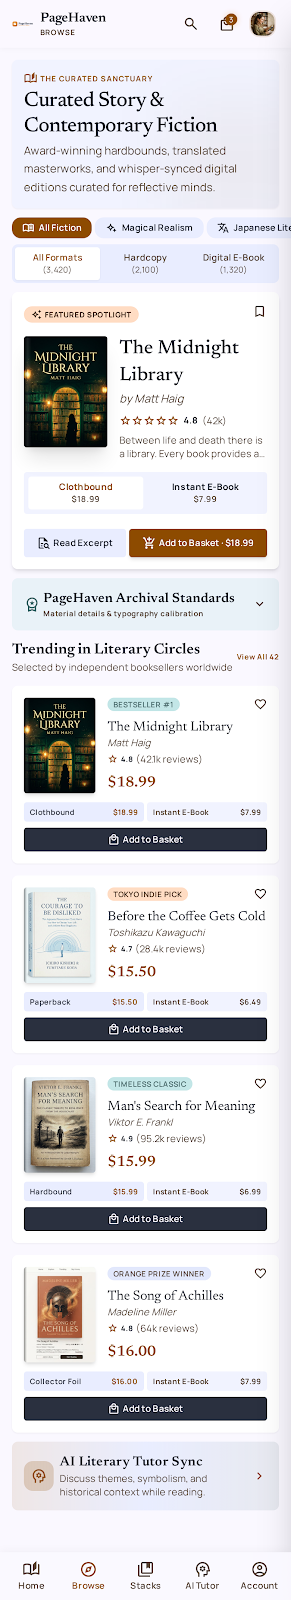 PageHaven
BROWSE
3
THE CURATED SANCTUARY
Curated Story &
Contemporary Fiction
Award-winning hardbounds, translated
masterworks, and whisper-synced digital
editions curated for reflective minds.
All Fiction
Magical Realism
Japanese Lite
All Formats
(3,420)
Hardcopy
(2,100)
Digital E-Book
(1,320)
FEATURED SPOTLIGHT
THE
MIDNIGHT
LIBRARY
MATT HAIG
The Midnight
Library
by Matt Haig
4.8 (42k)
Between life and death there is
a library. Every book provides a...
Clothbound
$18.99
Instant E-Book
$7.99
Read Excerpt
Add to Basket · $18.99
PageHaven Archival Standards
Material details & typography calibration
Trending in Literary Circles
Selected by independent booksellers worldwide
View All 42
THE
MIDNIGHT
LIBRARY
MATT HAIG
BESTSELLER #1
The Midnight Library
Matt Haig
4.8 (42.1k reviews)
$18.99
Clothbound $18.99
Instant E-Book $7.99
Add to Basket
THE
COURAGE TO
BE DISLIKED
TOKYO INDIE PICK
Before the Coffee Gets Cold
Toshikazu Kawaguchi
4.7 (28.4k reviews)
$15.50
Paperback $15.50
Instant E-Book $6.49
Add to Basket
VIKTOR E. FRANKL
MAN'S SEARCH
FOR MEANING
TIMELESS CLASSIC
Man's Search for Meaning
Viktor E. Frankl
4.9 (95.2k reviews)
$15.99
Hardbound $15.99
Instant E-Book $6.99
Add to Basket
THE SONG OF
ACHILLES
ORANGE PRIZE WINNER
The Song of Achilles
Madeline Miller
4.8 (64k reviews)
$16.00
Collector Foil $16.00
Instant E-Book $7.99
Add to Basket
AI Literary Tutor Sync
Discuss themes, symbolism, and
historical context while reading.
Home
Browse
Stacks
AI Tutor
Account